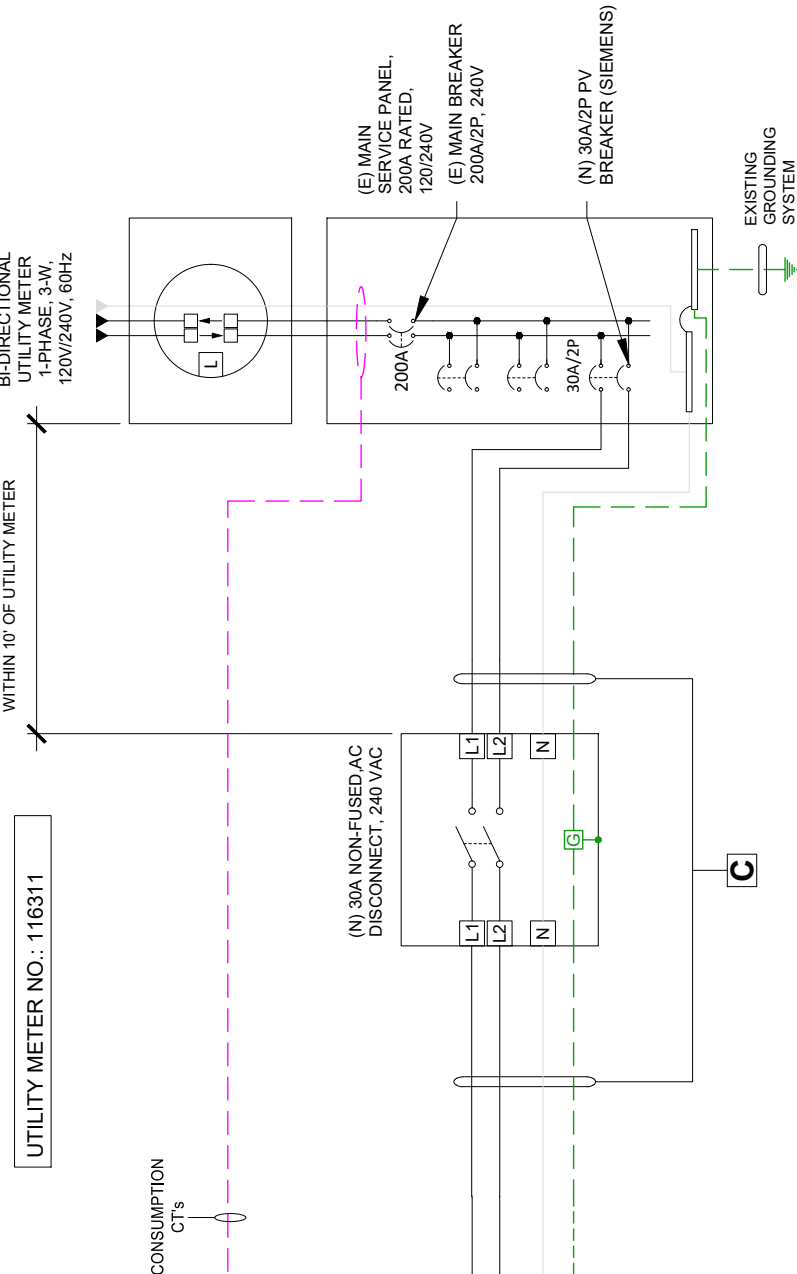 BI-DIRECTIONAL
UTILITY METER
1-PHASE, 3-W,
120V/240V, 60Hz
WITHIN 10' OF UTILITY METER
UTILITY METER NO.: 116311
L
(E) MAIN
SERVICE PANEL,
200A RATED,
120/240V
(E) MAIN BREAKER
200A/2P, 240V
(N) 30A/2P PV
BREAKER (SIEMENS)
200A
30A/2P
EXISTING
GROUNDING
SYSTEM
(N) 30A NON-FUSED,AC
DISCONNECT, 240 VAC
L1
L2
N
L1
L2
N
G
C
CONSUMPTION
CT's